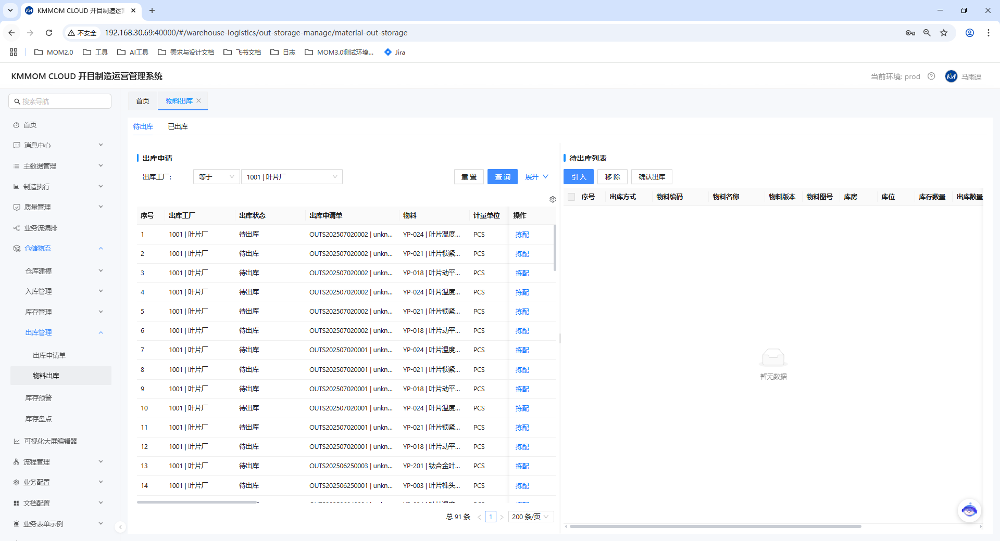 KMMOM CLOUD 开目制造运营
不安全 192.168.30.69:40000/#/warehouse-logistics/out-storage-manage/material-out-storage
MOM2.0 工具 AI工具 需求与设计文档 飞书文档 日志 MOM3.0测试环境... Jira
KMMOM CLOUD 开目制造运营管理系统
当前环境: prod 马雨逗
搜索导航
首页
消息中心
主数据管理
制造执行
质量管理
业务流编排
仓储物流
仓库建模
入库管理
库存管理
出库管理
出库申请单
物料出库
库存预警
库存盘点
可视化大屏编辑器
流程管理
业务配置
文档配置
业务表单示例
首页 物料出库
待出库 已出库
出库申请
出库工厂: 等于 1001 | 叶片厂 重置 查询 展开
序号 出库工厂 出库状态 出库申请单 物料 计量单位 操作
1 1001 | 叶片厂 待出库 OUTS202507020002 | unkn... YP-024 | 叶片温度... PCS 拣配
2 1001 | 叶片厂 待出库 OUTS202507020002 | unkn... YP-021 | 叶片锁紧... PCS 拣配
3 1001 | 叶片厂 待出库 OUTS202507020002 | unkn... YP-018 | 叶片动平... PCS 拣配
4 1001 | 叶片厂 待出库 OUTS202507020002 | unkn... YP-024 | 叶片温度... PCS 拣配
5 1001 | 叶片厂 待出库 OUTS202507020002 | unkn... YP-021 | 叶片锁紧... PCS 拣配
6 1001 | 叶片厂 待出库 OUTS202507020002 | unkn... YP-018 | 叶片动平... PCS 拣配
7 1001 | 叶片厂 待出库 OUTS202507020001 | unkn... YP-024 | 叶片温度... PCS 拣配
8 1001 | 叶片厂 待出库 OUTS202507020001 | unkn... YP-021 | 叶片锁紧... PCS 拣配
9 1001 | 叶片厂 待出库 OUTS202507020001 | unkn... YP-018 | 叶片动平... PCS 拣配
10 1001 | 叶片厂 待出库 OUTS202507020001 | unkn... YP-024 | 叶片温度... PCS 拣配
11 1001 | 叶片厂 待出库 OUTS202507020001 | unkn... YP-021 | 叶片锁紧... PCS 拣配
12 1001 | 叶片厂 待出库 OUTS202507020001 | unkn... YP-018 | 叶片动平... PCS 拣配
13 1001 | 叶片厂 待出库 OUTS202506250003 | unkn... YP-201 | 钛合金叶... PCS 拣配
14 1001 | 叶片厂 待出库 OUTS202506250001 | unkn... YP-003 | 叶片榫头... PCS 拣配
总 91 条 1 200 条/页
待出库列表
引入 移除 确认出库
序号 出库方式 物料编码 物料名称 物料版本 物料图号 库房 库位 库存数量 出库数量
暂无数据